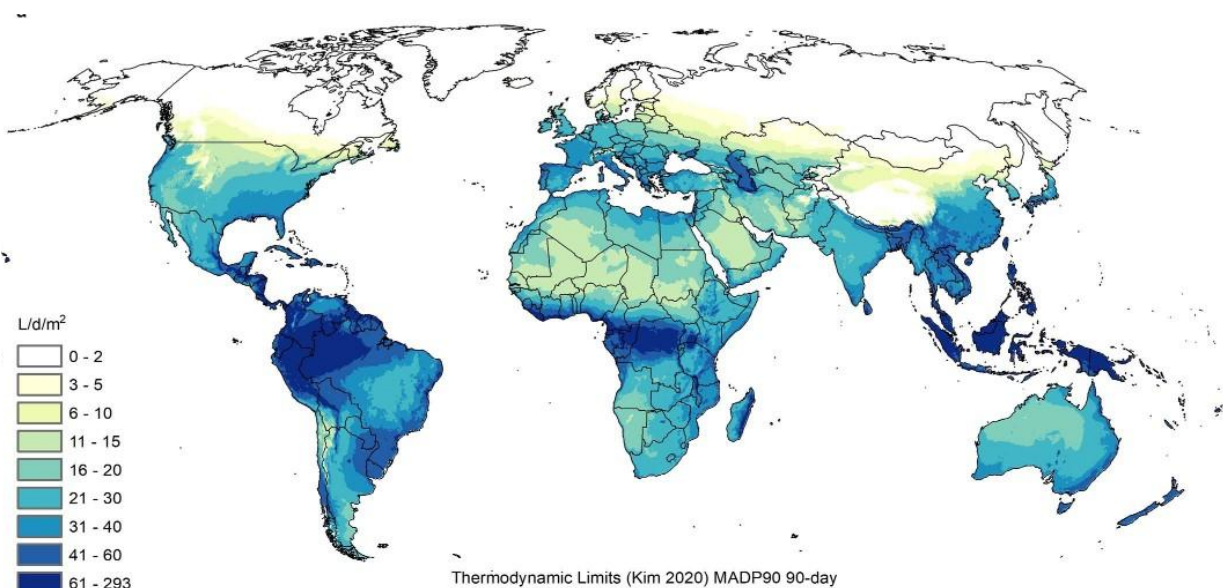 L/d/m²
0 - 2
3 - 5
6 - 10
11 - 15
16 - 20
21 - 30
31 - 40
41 - 60
61 - 293
Thermodynamic Limits (Kim 2020) MADP90 90-day